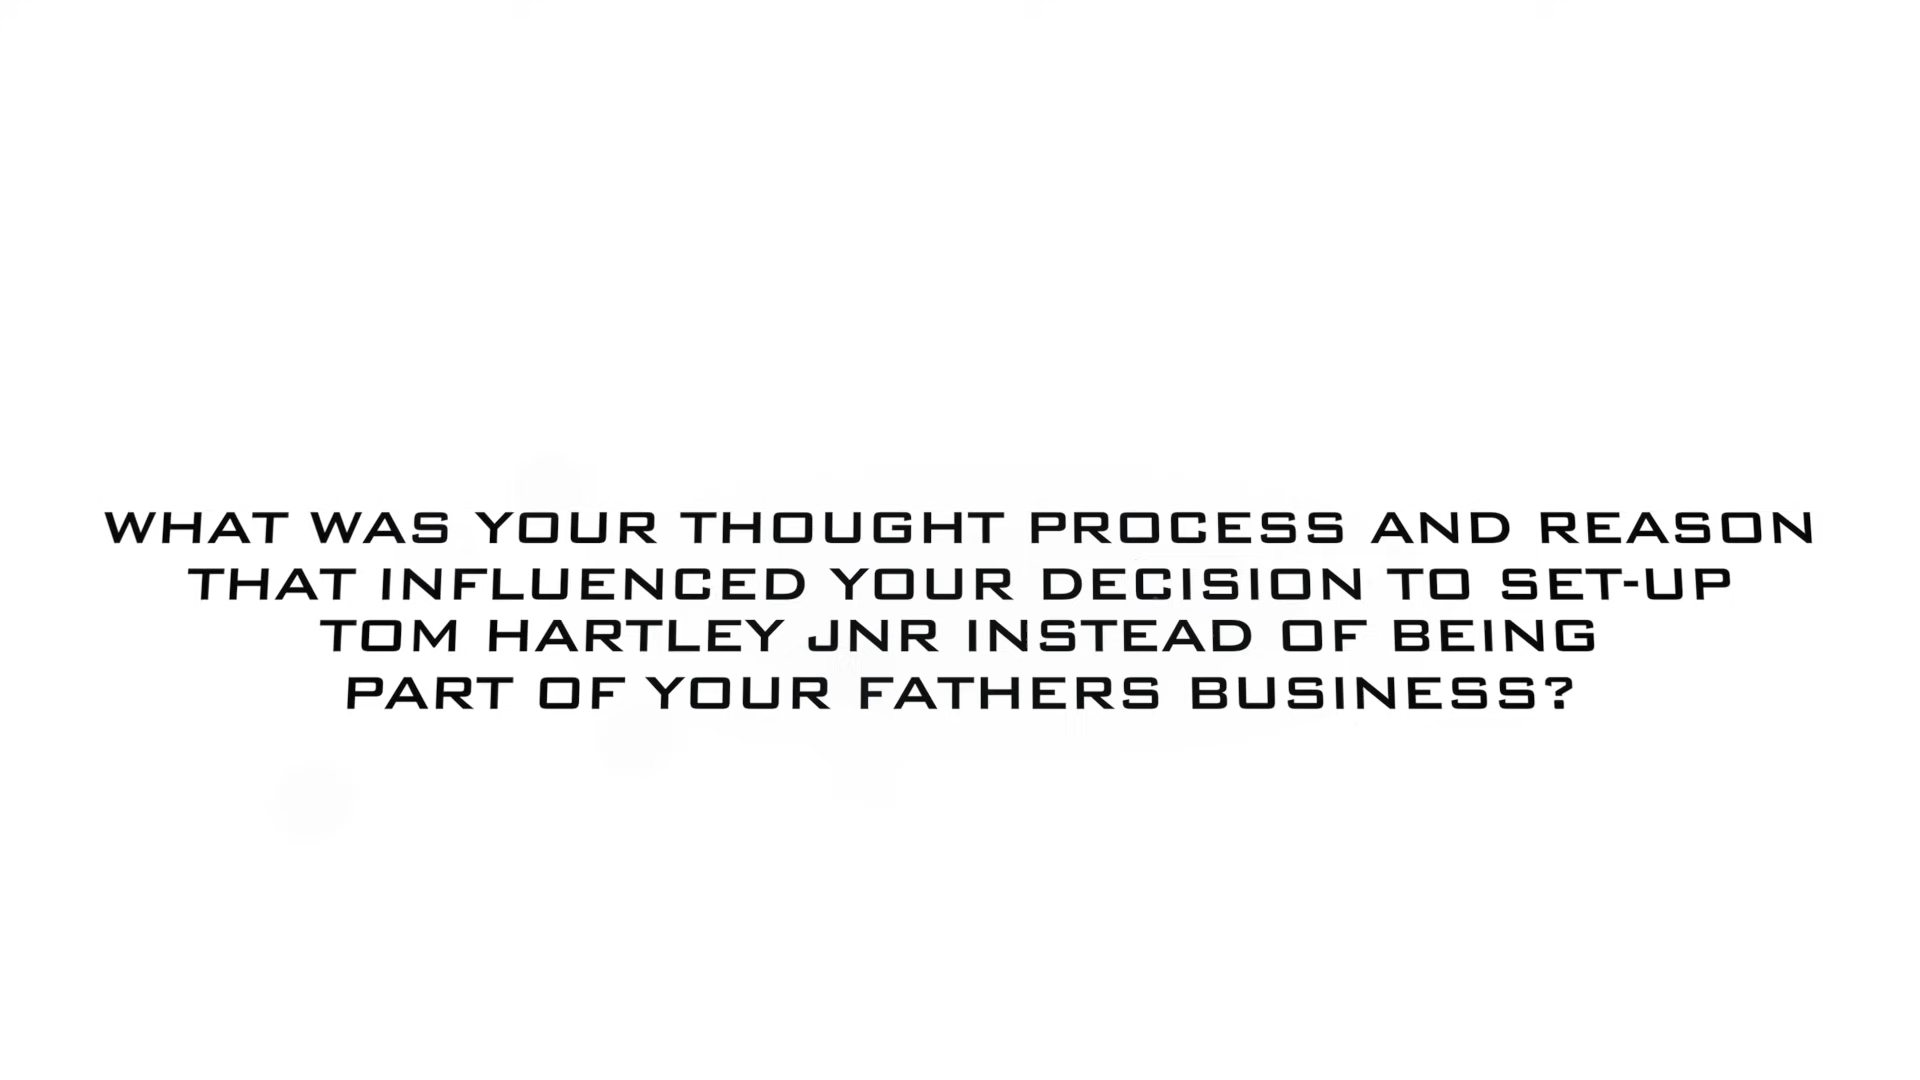 WHAT WAS YOUR THOUGHT PROCESS AND REASON
THAT INFLUENCED YOUR DECISION TO SET-UP
TOM HARTLEY JNR INSTEAD OF BEING
PART OF YOUR FATHERS BUSINESS?